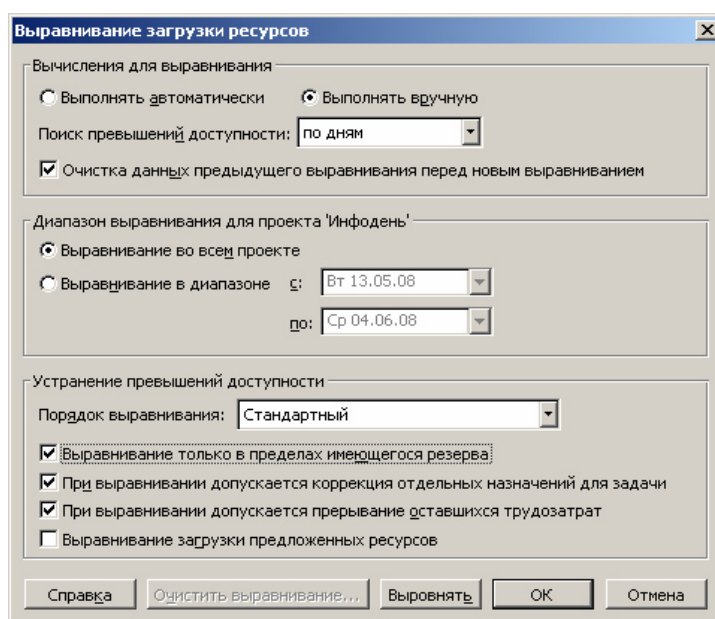 Выравнивание загрузки ресурсов
Вычисления для выравнивания
Выполнять автоматически Выполнять вручную
Поиск превышений доступности: по дням
Очистка данных предыдущего выравнивания перед новым выравниванием
Диапазон выравнивания для проекта 'Инфодень'
Выравнивание во всем проекте
Выравнивание в диапазоне с: Вт 13.05.08
по: Ср 04.06.08
Устранение превышений доступности
Порядок выравнивания: Стандартный
Выравнивание только в пределах имеющегося резерва
При выравнивании допускается коррекция отдельных назначений для задачи
При выравнивании допускается прерывание оставшихся трудозатрат
Выравнивание загрузки предложенных ресурсов
Справка Очистить выравнивание... Выровнять ОК Отмена